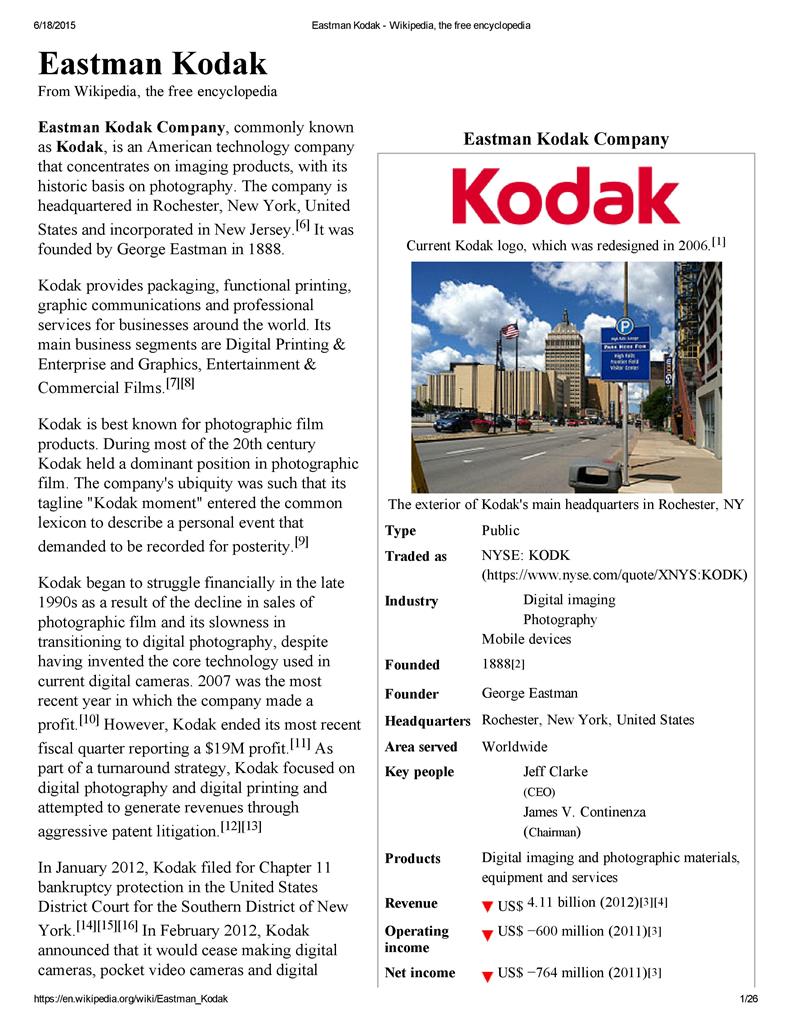 6/18/2015
Eastman Kodak - Wikipedia, the free encyclopedia
Eastman Kodak
From Wikipedia, the free encyclopedia
Eastman Kodak Company, commonly known
as Kodak, is an American technology company
that concentrates on imaging products, with its
historic basis on photography. The company is
headquartered in Rochester, New York, United
States and incorporated in New Jersey.[6] It was
founded by George Eastman in 1888.
Kodak provides packaging, functional printing,
graphic communications and professional
services for businesses around the world. Its
main business segments are Digital Printing &
Enterprise and Graphics, Entertainment &
Commercial Films.[7][8]
Kodak is best known for photographic film
products. During most of the 20th century
Kodak held a dominant position in photographic
film. The company's ubiquity was such that its
tagline "Kodak moment" entered the common
lexicon to describe a personal event that
demanded to be recorded for posterity.[9]
Kodak began to struggle financially in the late
1990s as a result of the decline in sales of
photographic film and its slowness in
transitioning to digital photography, despite
having invented the core technology used in
current digital cameras. 2007 was the most
recent year in which the company made a
profit.[10] However, Kodak ended its most recent
fiscal quarter reporting a $19M profit.[11] As
part of a turnaround strategy, Kodak focused on
digital photography and digital printing and
attempted to generate revenues through
aggressive patent litigation.[12][13]
In January 2012, Kodak filed for Chapter 11
bankruptcy protection in the United States
District Court for the Southern District of New
York.[14][15][16] In February 2012, Kodak
announced that it would cease making digital
cameras, pocket video cameras and digital
Eastman Kodak Company
Kodak
Current Kodak logo, which was redesigned in 2006.[1]
P
High Falls Garage
PARK HERE FOR
High Falls
Frontier Field
Visitor Center
The exterior of Kodak's main headquarters in Rochester, NY
Type Public
Traded as NYSE: KODK
(https://www.nyse.com/quote/XNYS:KODK)
Industry Digital imaging
Photography
Mobile devices
Founded 1888[2]
Founder George Eastman
Headquarters Rochester, New York, United States
Area served Worldwide
Key people Jeff Clarke
(CEO)
James V. Continenza
(Chairman)
Products Digital imaging and photographic materials,
equipment and services
Revenue ▼ US$ 4.11 billion (2012)[3][4]
Operating ▼ US$ −600 million (2011)[3]
income
Net income ▼ US$ −764 million (2011)[3]
https://en.wikipedia.org/wiki/Eastman_Kodak
1/26